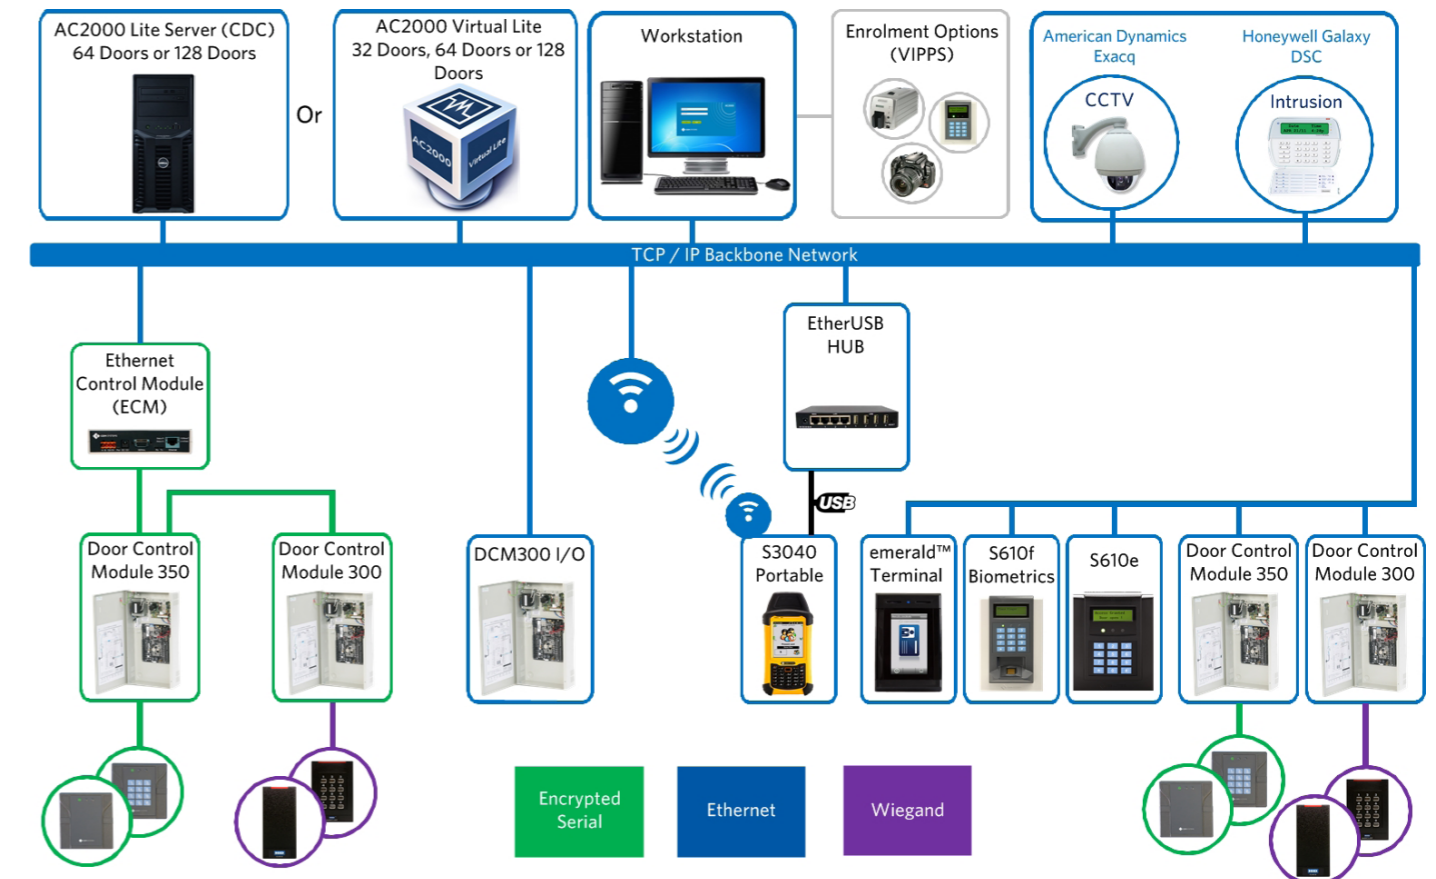 AC2000 Lite Server (CDC)
64 Doors or 128 Doors
Or
AC2000 Virtual Lite
32 Doors, 64 Doors or 128
Doors
AC2000
Virtual Lite
Workstation
Enrolment Options
(VIPPS)
American Dynamics
Exacq
CCTV
Honeywell Galaxy
DSC
Intrusion
TCP / IP Backbone Network
Ethernet
Control Module
(ECM)
EtherUSB
HUB
USB
Door Control
Module 350
Door Control
Module 300
DCM300 I/O
S3040
Portable
emerald™
Terminal
S610f
Biometrics
S610e
Door Control
Module 350
Door Control
Module 300
Encrypted
Serial
Ethernet
Wiegand